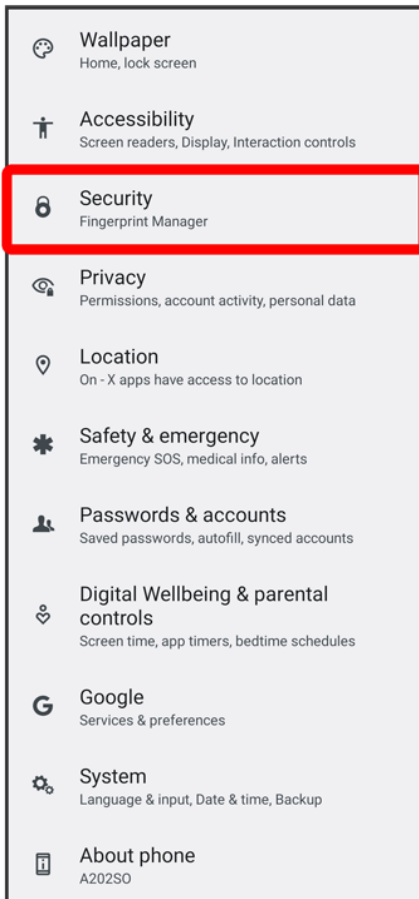 Wallpaper
Home, lock screen
Accessibility
Screen readers, Display, Interaction controls
Security
Fingerprint Manager
Privacy
Permissions, account activity, personal data
Location
On - X apps have access to location
Safety & emergency
Emergency SOS, medical info, alerts
Passwords & accounts
Saved passwords, autofill, synced accounts
Digital Wellbeing & parental
controls
Screen time, app timers, bedtime schedules
Google
Services & preferences
System
Language & input, Date & time, Backup
About phone
A202SO